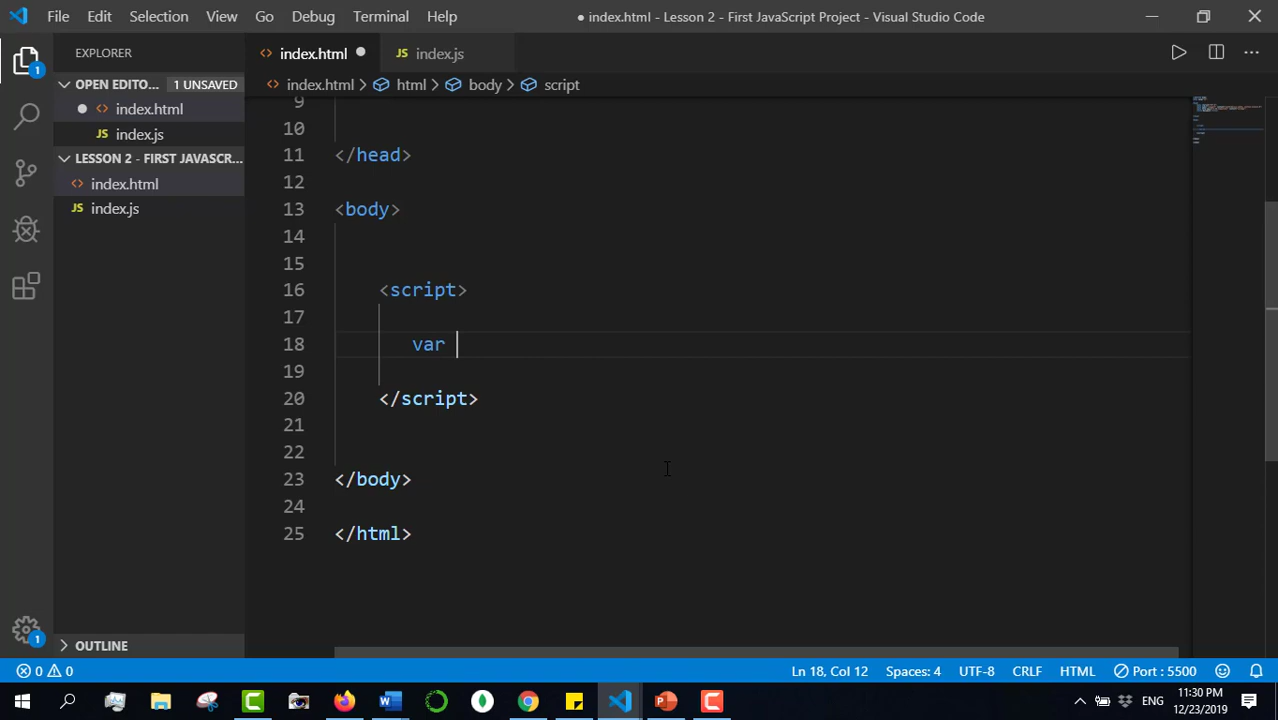 File Edit Selection View Go Debug Terminal Help
● index.html - Lesson 2 - First JavaScript Project - Visual Studio Code
EXPLORER
index.html
JS index.js
OPEN EDITO... 1 UNSAVED
index.html > html > body > script
index.html
JS index.js
LESSON 2 - FIRST JAVASCR...
index.html
JS index.js
9
10
11 </head>
12
13 <body>
14
15
16 <script>
17
18 var
19
20 </script>
21
22
23 </body>
24
25 </html>
1
1
OUTLINE
0 0
Ln 18, Col 12 Spaces: 4 UTF-8 CRLF HTML Port : 5500
ENG
11:30 PM
12/23/2019